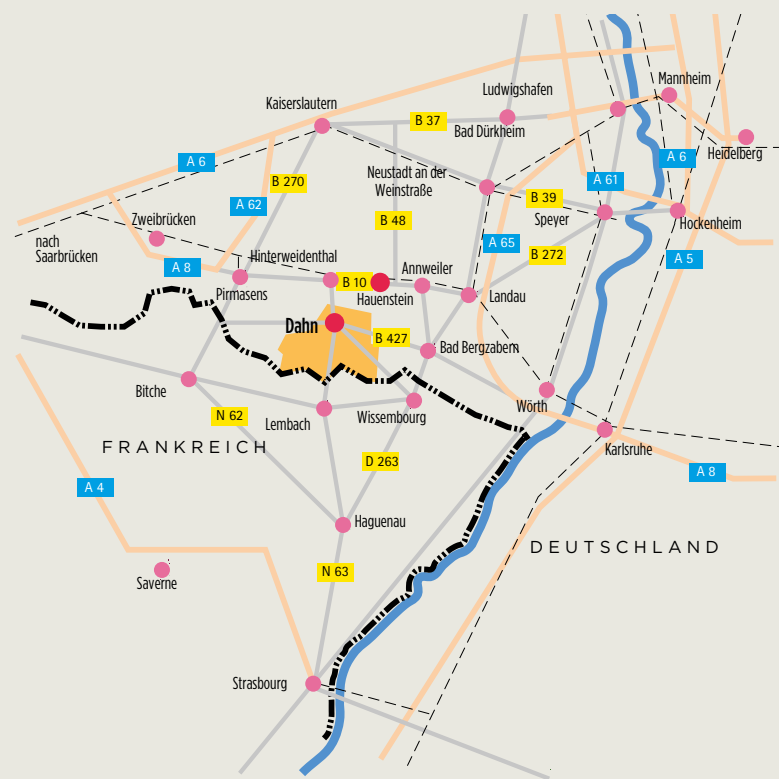 Mannheim
Ludwigshafen
Kaiserslautern
B 37
Bad Dürkheim
Heidelberg
A 6
A 6
Neustadt an der
Weinstraße
B 270
A 61
A 62
B 39
Zweibrücken
B 48
Speyer
Hockenheim
nach
Saarbrücken
A 65
Hinterweidenthal
B 272
A 5
A 8
Annweiler
B 10
Pirmasens
Hauenstein
Landau
Dahn
B 427
Bad Bergzabern
Bitche
Wörth
N 62
Lembach
Wissembourg
FRANKREICH
Karlsruhe
D 263
A 8
A 4
Haguenau
DEUTSCHLAND
N 63
Saverne
Strasbourg